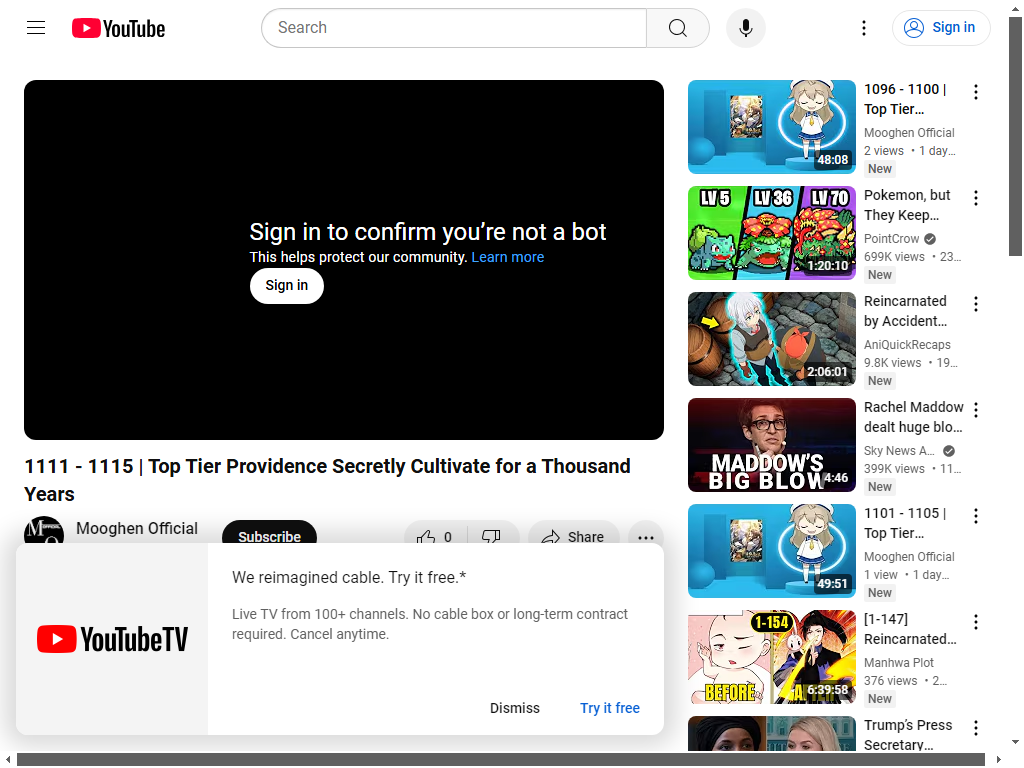 YouTube
Search
Sign in
Sign in to confirm you’re not a bot
This helps protect our community. Learn more
Sign in
1111 - 1115 | Top Tier Providence Secretly Cultivate for a Thousand
Years
Mooghen Official
Subscribe
0
Share
YouTubeTV
We reimagined cable. Try it free.*
Live TV from 100+ channels. No cable box or long-term contract
required. Cancel anytime.
Dismiss
Try it free
48:08
1096 - 1100 |
Top Tier…
Mooghen Official
2 views • 1 day…
New
LV 5 LV 36 LV 70
1:20:10
Pokemon, but
They Keep…
PointCrow
699K views • 23…
New
2:06:01
Reincarnated
by Accident…
AniQuickRecaps
9.8K views • 19…
New
MADDOW'S
BIG BLOW
4:46
Rachel Maddow
dealt huge blo…
Sky News A…
399K views • 11…
New
49:51
1101 - 1105 |
Top Tier…
Mooghen Official
1 view • 1 day…
New
1-154
BEFORE
6:39:58
[1-147]
Reincarnated…
Manhwa Plot
376 views • 2…
New
Trump’s Press
Secretary…